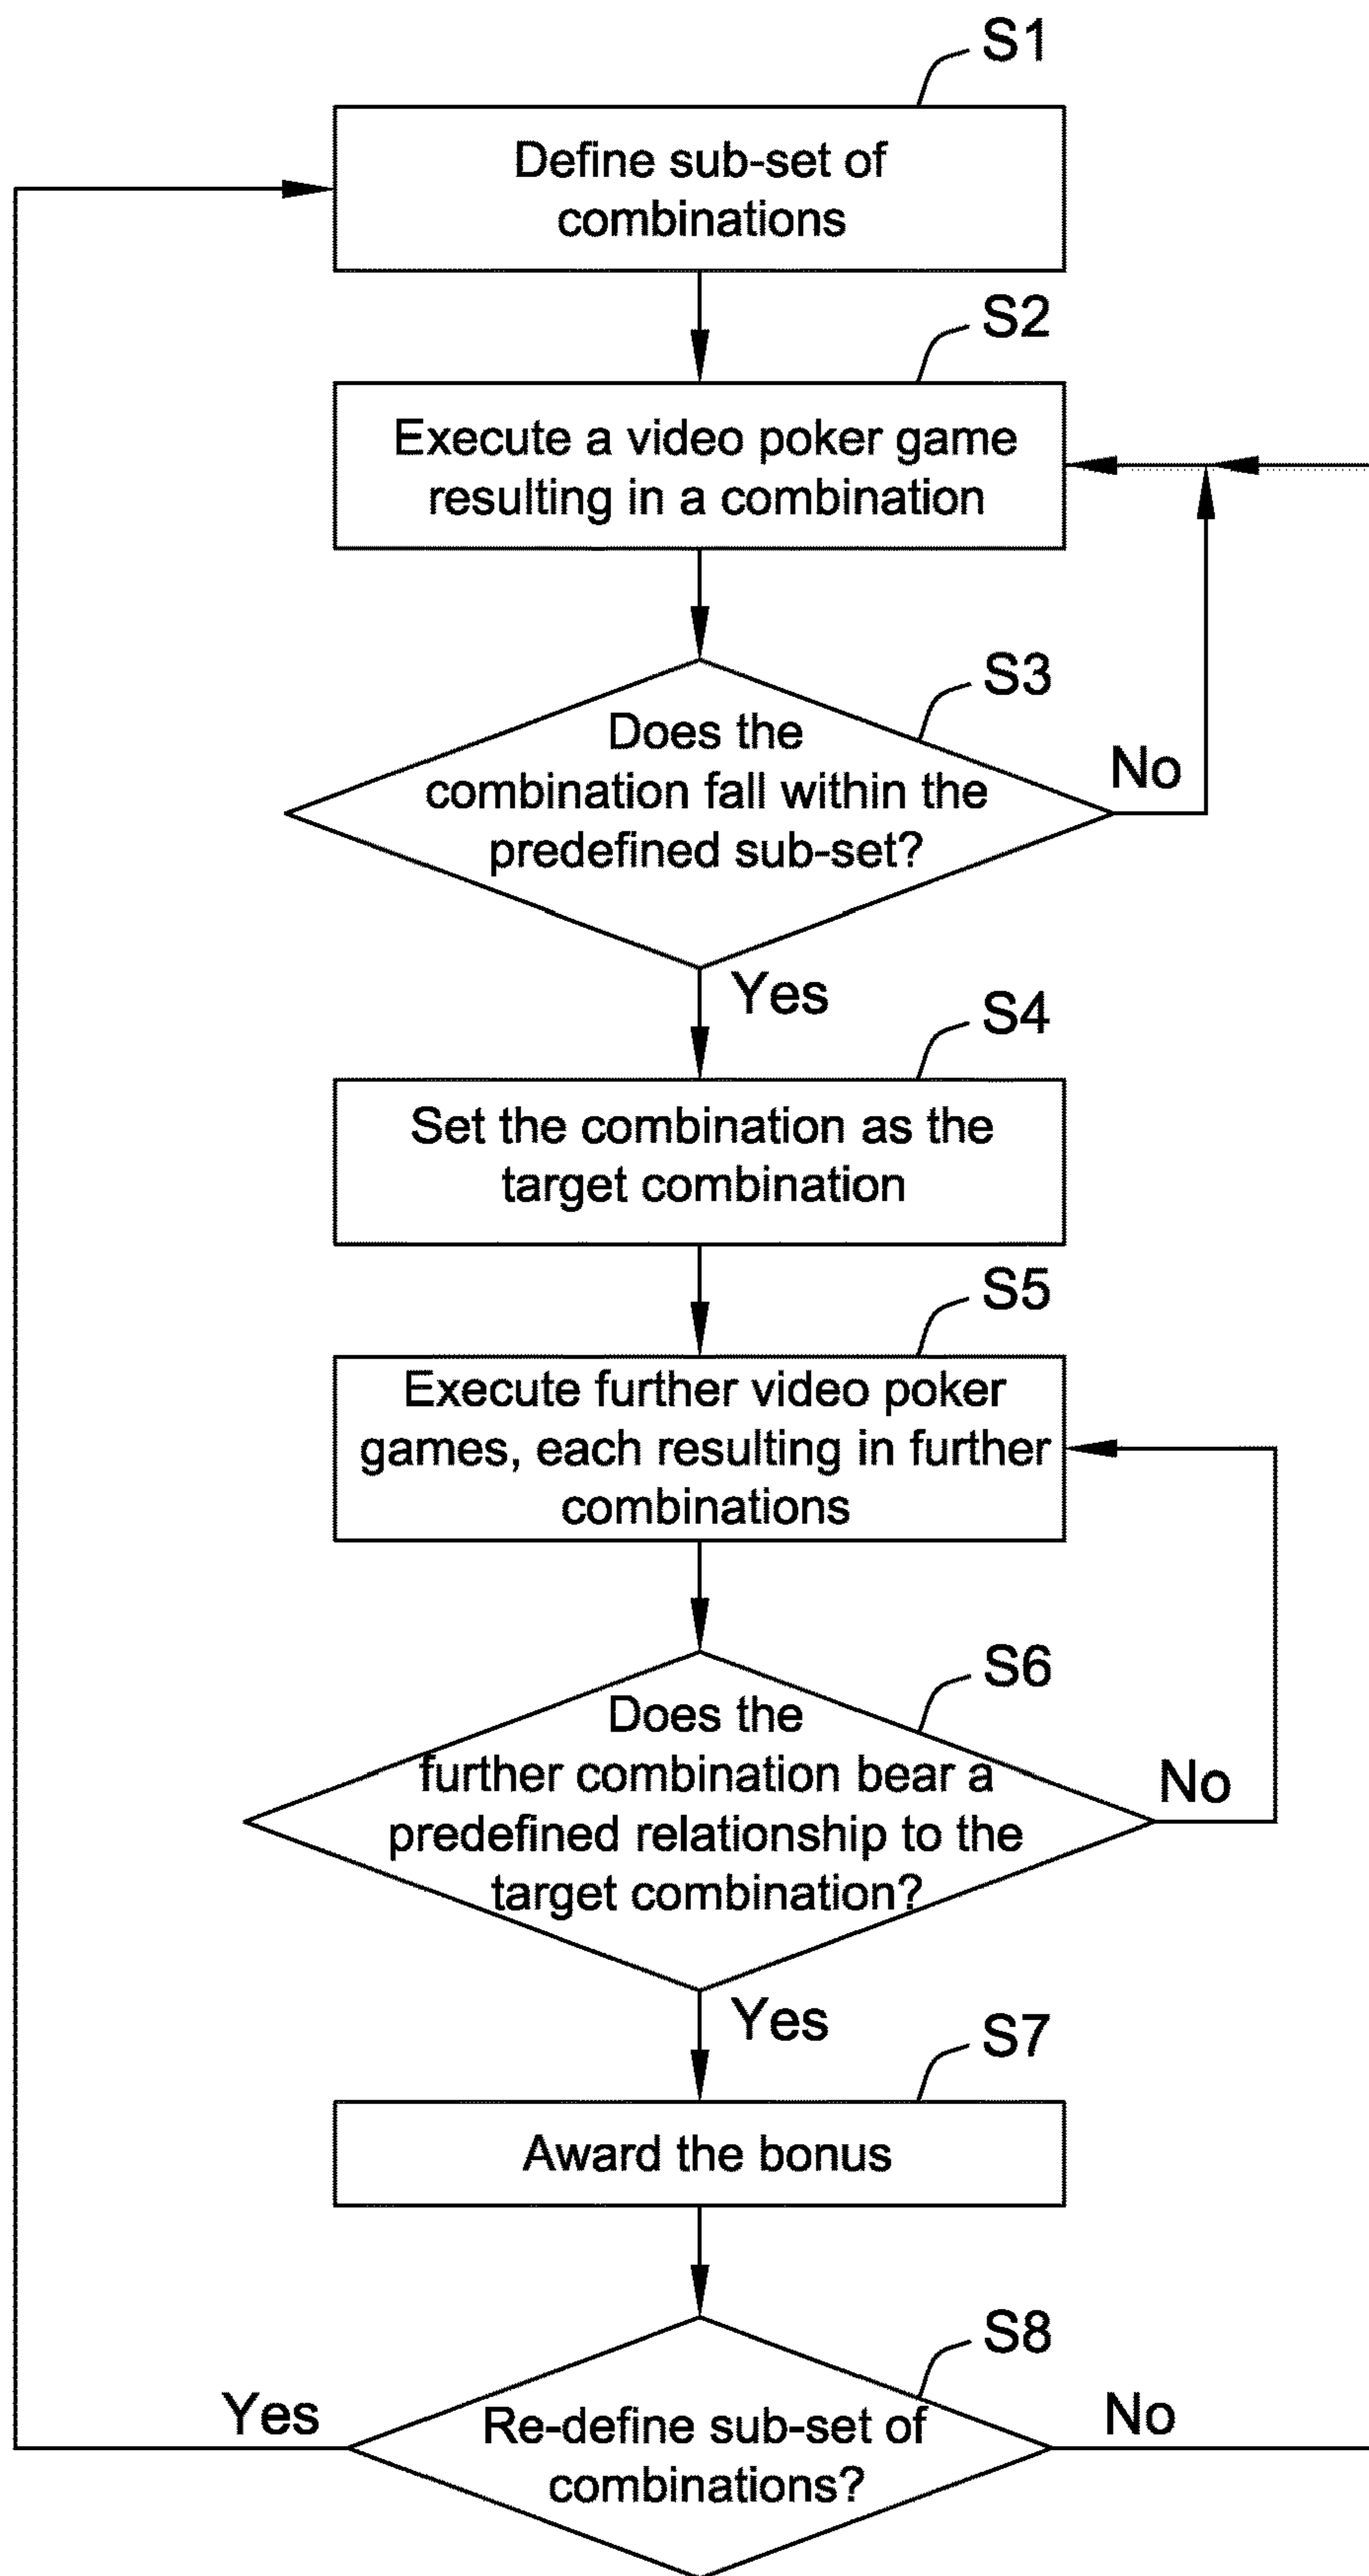 S1
Define sub-set of
combinations
S2
Execute a video poker game
resulting in a combination
S3
Does the
combination fall within the
predefined sub-set?
No
Yes
S4
Set the combination as the
target combination
S5
Execute further video poker
games, each resulting in further
combinations
S6
Does the
further combination bear a
predefined relationship to the
target combination?
No
Yes
S7
Award the bonus
S8
Yes
Re-define sub-set of
combinations?
No